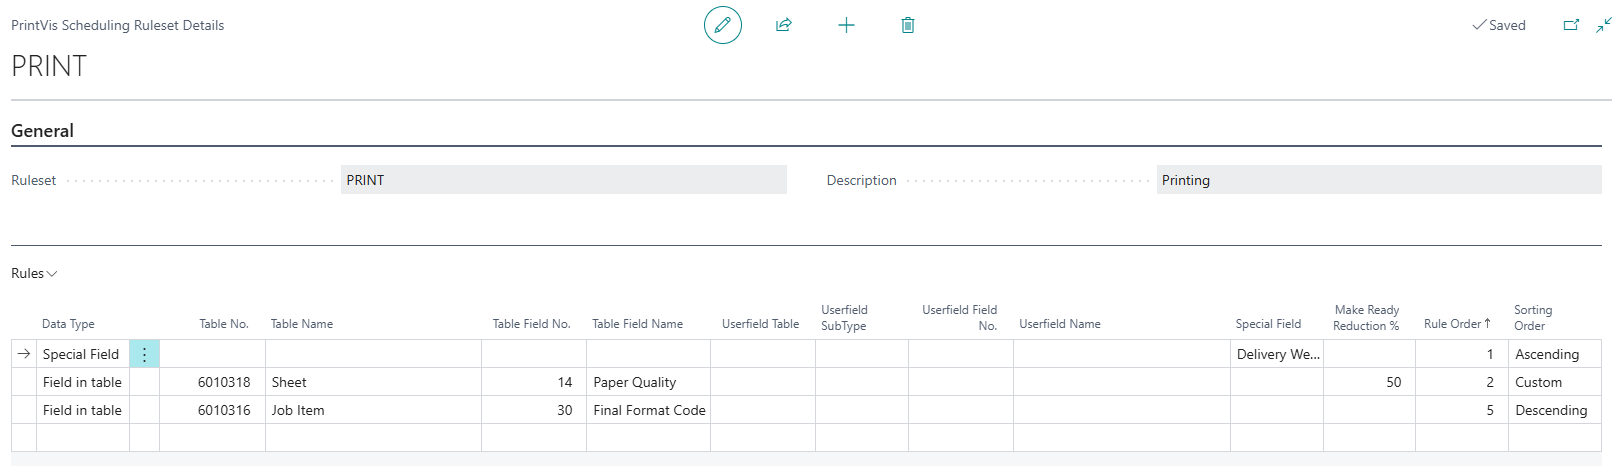 PrintVis Scheduling Ruleset Details
Saved
PRINT
General
Ruleset PRINT Description Printing
Rules
Data Type Table No. Table Name Table Field No. Table Field Name Userfield Table Userfield SubType Userfield Field No. Userfield Name Special Field Make Ready Reduction % Rule Order↑ Sorting Order
Special Field Delivery We... 1 Ascending
Field in table 6010318 Sheet 14 Paper Quality 50 2 Custom
Field in table 6010316 Job Item 30 Final Format Code 5 Descending